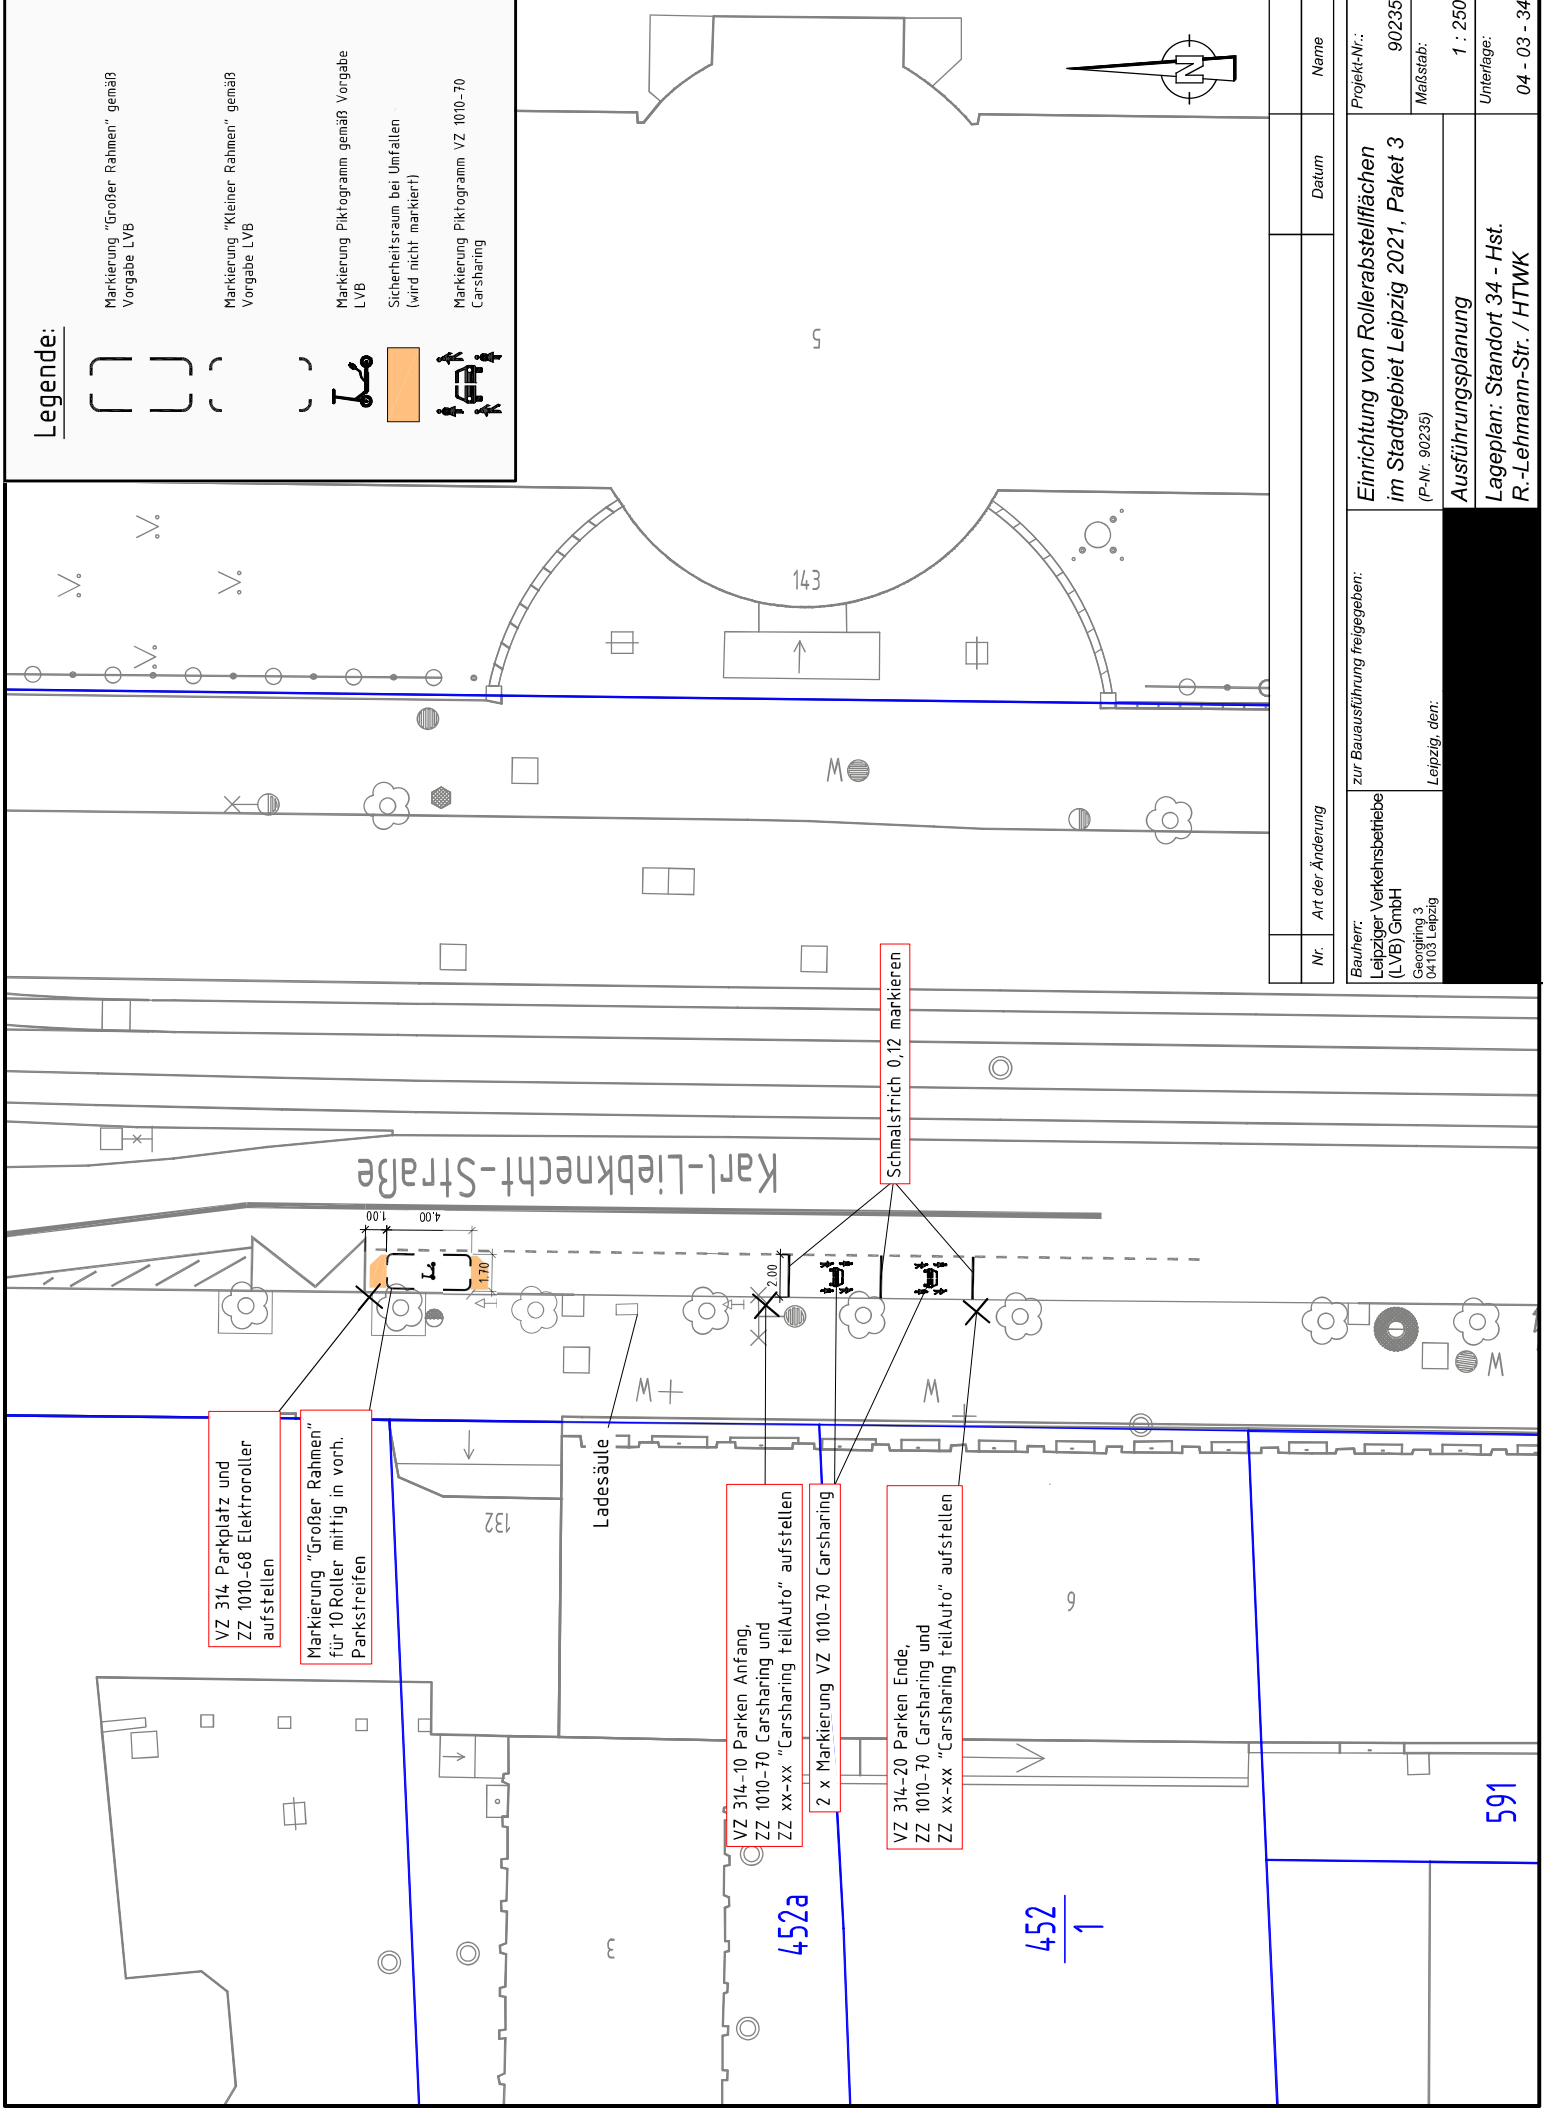 Legende:
Markierung "Großer Rahmen" gemäß
Vorgabe LVB
Markierung "Kleiner Rahmen" gemäß
Vorgabe LVB
Markierung Piktogramm gemäß Vorgabe
LVB
Sicherheitsraum bei Umfallen
(wird nicht markiert)
Markierung Piktogramm VZ 1010-70
Carsharing
N
5
143
W
Karl-Liebknecht-Straße
Schmalstrich 0,12 markieren
1.00
4.00
1.70
2.00
W
W
W
VZ 314 Parkplatz und
ZZ 1010-68 Elektroroller
aufstellen
Markierung "Großer Rahmen"
für 10 Roller mittig in vorh.
Parkstreifen
132
Ladesäule
VZ 314-10 Parken Anfang,
ZZ 1010-70 Carsharing und
ZZ xx-xx "Carsharing teilAuto" aufstellen
2 x Markierung VZ 1010-70 Carsharing
VZ 314-20 Parken Ende,
ZZ 1010-70 Carsharing und
ZZ xx-xx "Carsharing teilAuto" aufstellen
6
3
452a
452
1
591
Nr.
Art der Änderung
Datum
Name
Bauherr:
Leipziger Verkehrsbetriebe
(LVB) GmbH
Georgiring 3
04103 Leipzig
zur Bauausführung freigegeben:
Leipzig, den:
Einrichtung von Rollerabstellflächen
im Stadtgebiet Leipzig 2021, Paket 3
(P-Nr. 90235)
Ausführungsplanung
Lageplan: Standort 34 - Hst.
R.-Lehmann-Str. / HTWK
Projekt-Nr.:
90235
Maßstab:
1 : 250
Unterlage:
04 - 03 - 34